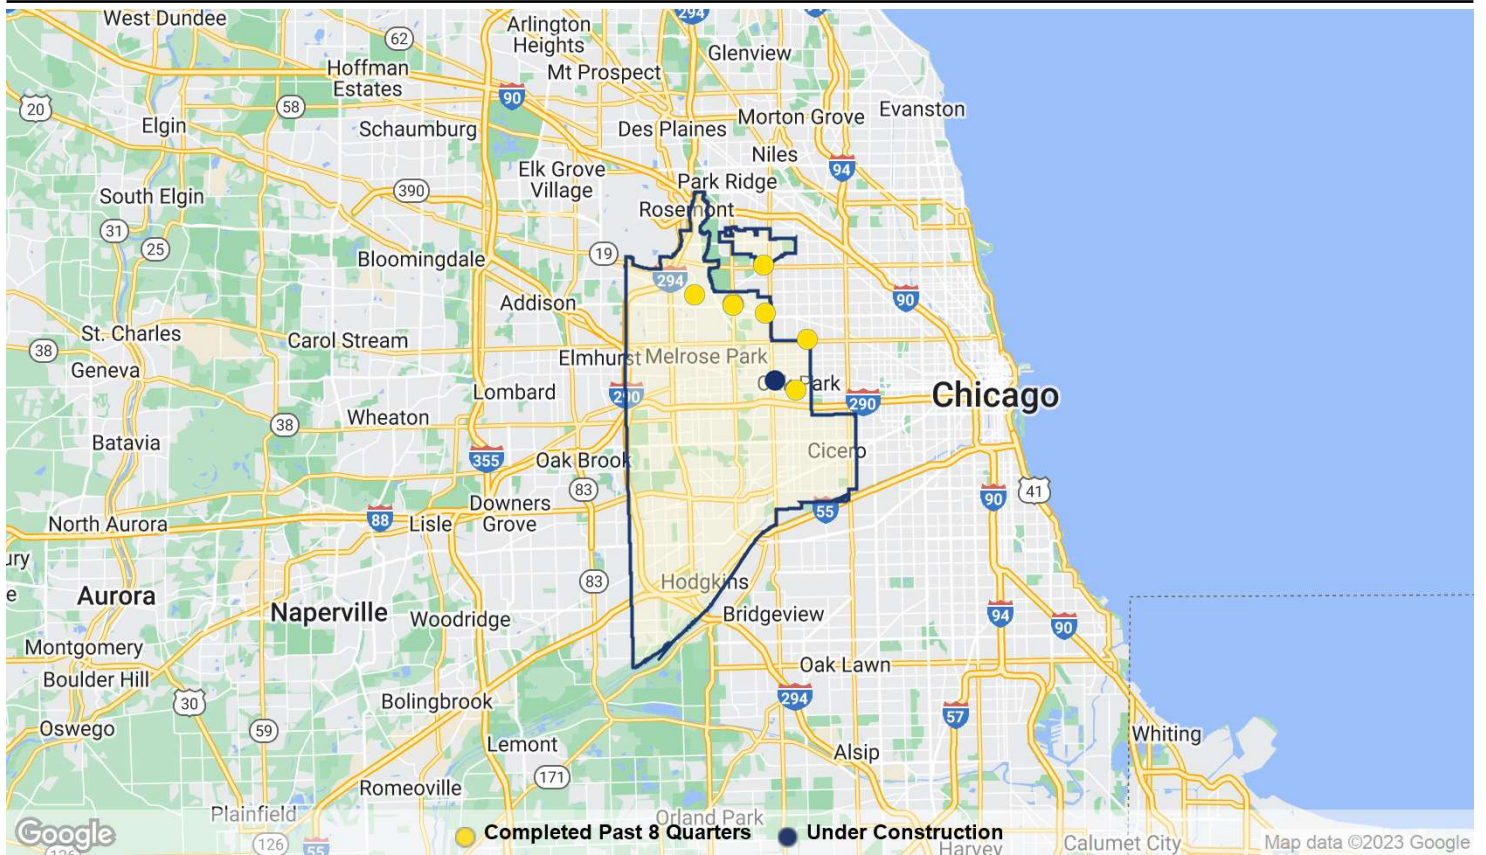 West Dundee
Arlington
Heights
294
62
Glenview
Hoffman
Estates
Mt Prospect
90
20
58
Evanston
Morton Grove
Elgin
Schaumburg
Des Plaines
Niles
94
Elk Grove
Village
Park Ridge
390
South Elgin
Rosemont
31
25
19
Bloomingdale
294
90
Addison
St. Charles
Carol Stream
38
Elmhurst
Melrose Park
Geneva
Oak Park
Lombard
290
290
Chicago
Wheaton
38
Batavia
Cicero
355
Oak Brook
83
90
41
Downers
Grove
55
North Aurora
88
Lisle
ury
e
83
Hodgkins
Aurora
Naperville
Woodridge
Bridgeview
94
90
Montgomery
Oak Lawn
Boulder Hill
30
Bolingbrook
294
57
Oswego
59
Whiting
Lemont
Alsip
171
Romeoville
Plainfield
Orland Park
Google
126
55
Completed Past 8 Quarters
Under Construction
Harvey
Calumet City
Map data ©2023 Google
126